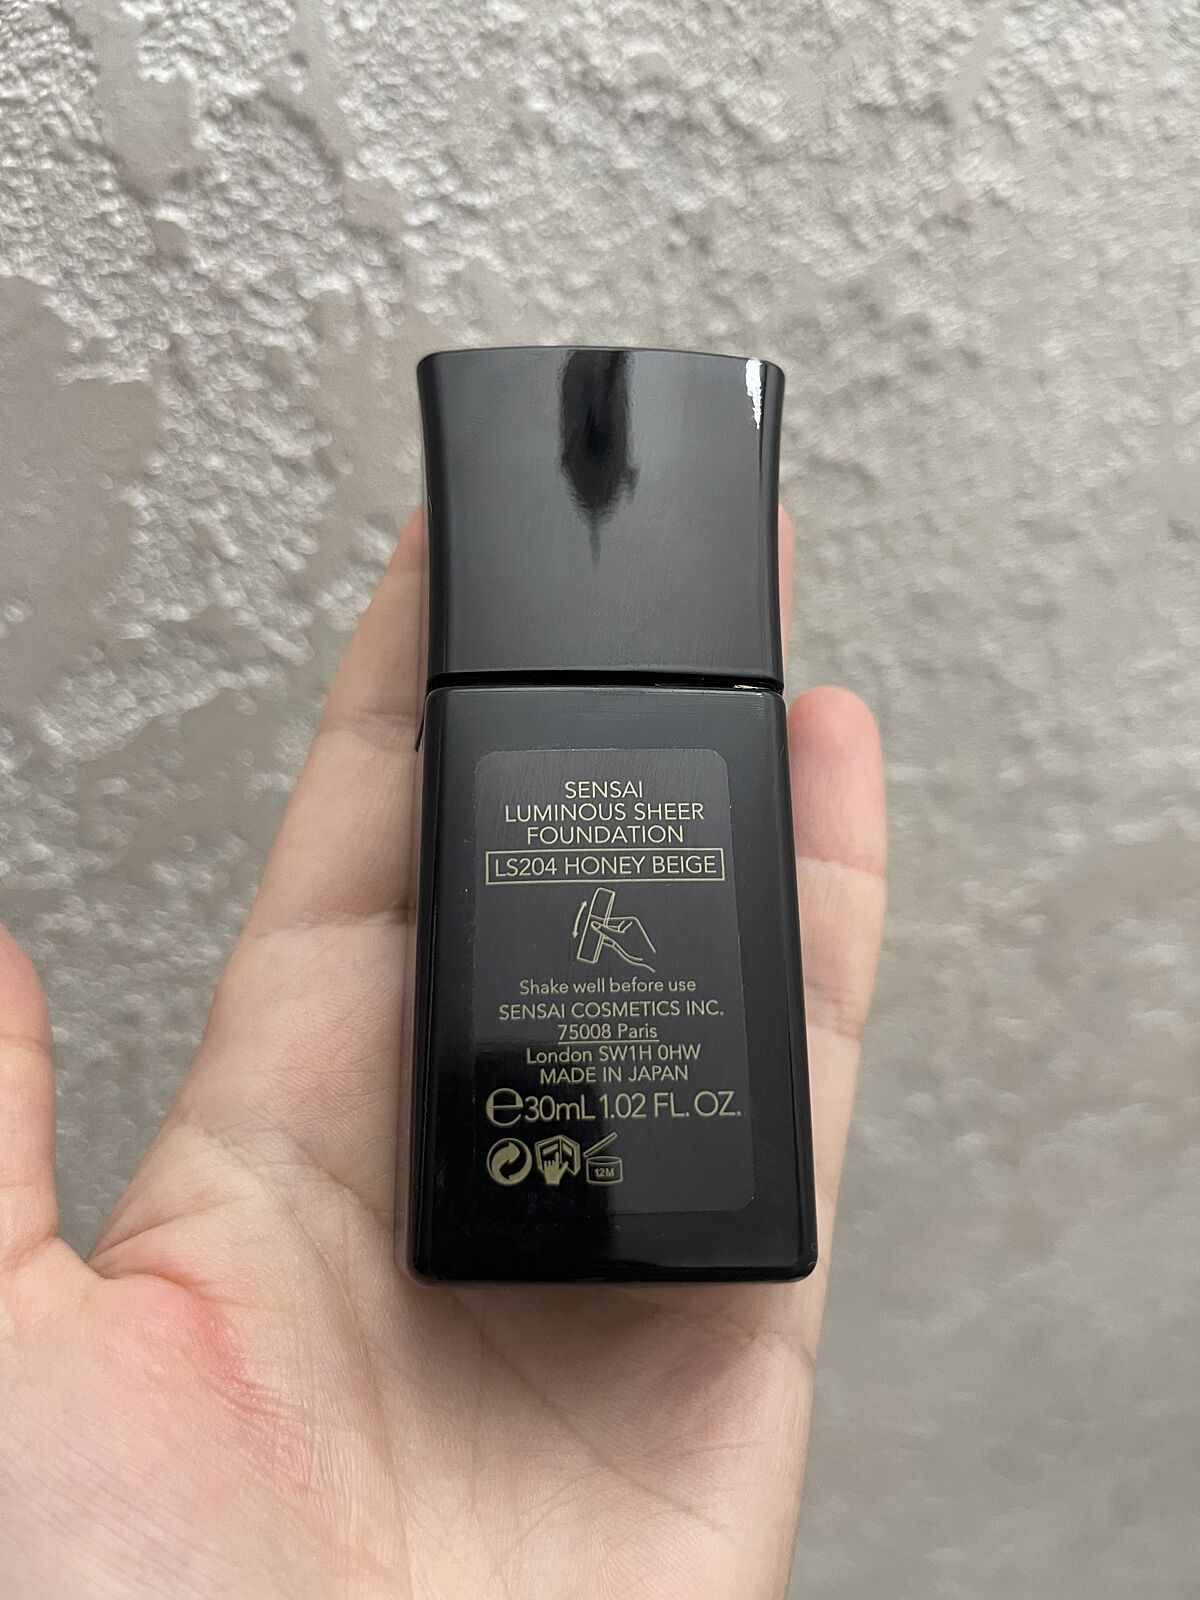 SENSAI
LUMINOUS SHEER
FOUNDATION
LS204 HONEY BEIGE
Shake well before use
SENSAI COSMETICS INC.
75008 Paris
London SW1H 0HW
MADE IN JAPAN
℮30mL 1.02 FL. OZ.
12M